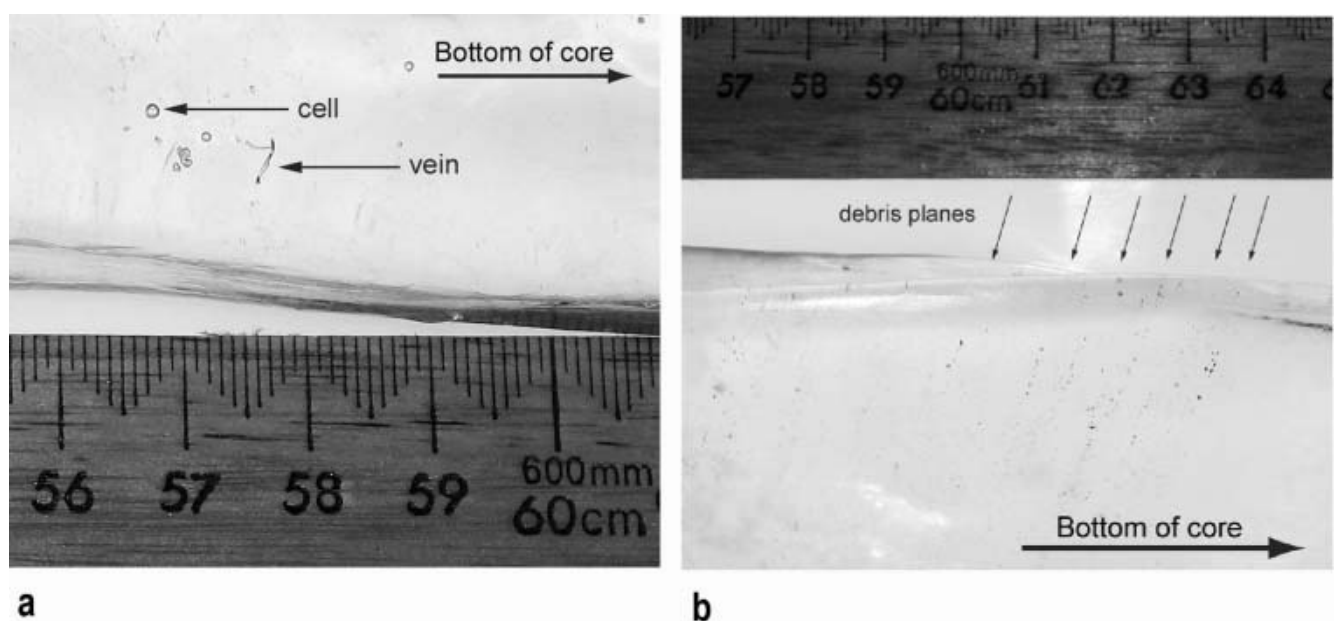 Bottom of core
cell
vein
56 57 58 59 600mm
60cm
a
57 58 59 600mm 61 62 63 64
60cm
debris planes
Bottom of core
b